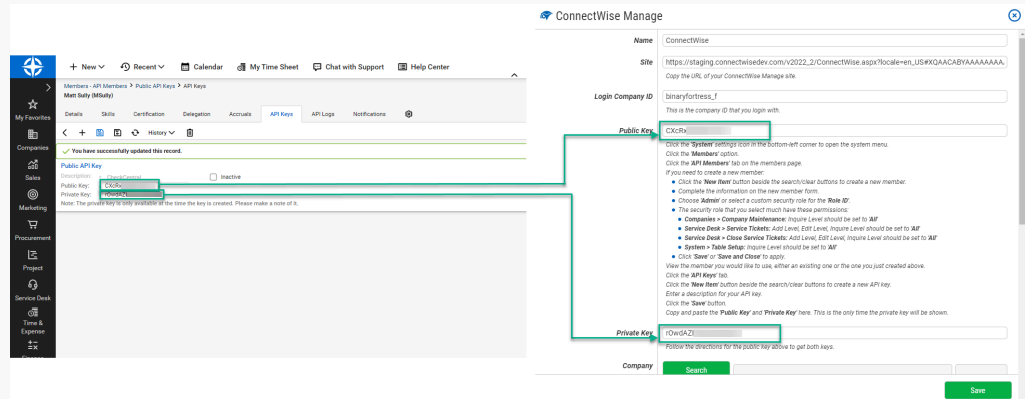 + New
Recent
Calendar
My Time Sheet
Chat with Support
Help Center
Members - API Members > Public API Keys > API Keys
Matt Sully (MSully)
Details Skills Certification Delegation Accruals API Keys API Logs Notifications
History
You have successfully updated this record.
Public API Key
Description: CheckCentral Inactive
Public Key: CXcRx
Private Key: rOwdAZI
Note: The private key is only available at the time the key is created. Please make a note of it.
My Favorites
Companies
Sales
Marketing
Procurement
Project
Service Desk
Time &
Expense
Finance
ConnectWise Manage
Name ConnectWise
Site https://staging.connectwisedev.com/v2022_2/ConnectWise.aspx?locale=en_US#XQAACABYAAAAAAAA
Copy the URL of your ConnectWise Manage site.
Login Company ID binaryfortress_f
This is the company ID that you login with.
Public Key CXcRx
Click the 'System' settings icon in the bottom-left corner to open the system menu.
Click the 'Members' option.
Click the 'API Members' tab on the members page.
If you need to create a new member:
Click the 'New Item' button beside the search/clear buttons to create a new member.
Complete the information on the new member form.
Choose 'Admin' or select a custom security role for the 'Role ID'.
The security role that you select much have these permissions:
Companies > Company Maintenance: Inquire Level should be set to 'All'
Service Desk > Service Tickets: Add Level, Edit Level, Inquire Level should be set to 'All'
Service Desk > Close Service Tickets: Add Level, Edit Level, Inquire Level should be set to 'All'
System > Table Setup: Inquire Level should be set to 'All'
Click 'Save' or 'Save and Close' to apply.
View the member you would like to use, either an existing one or the one you just created above.
Click the 'API Keys' tab.
Click the 'New Item' button beside the search/clear buttons to create a new API key.
Enter a description for your API key.
Click the 'Save' button.
Copy and paste the 'Public Key' and 'Private Key' here. This is the only time the private key will be shown.
Private Key rOwdAZI
Follow the directions for the public key above to get both keys.
Company Search
Save